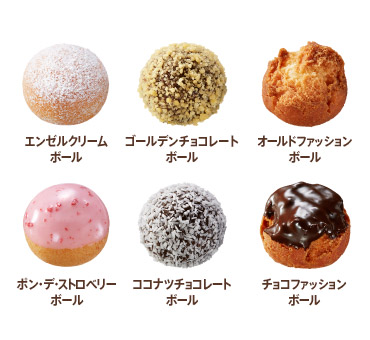 エンゼルクリーム
ボール
ゴールデンチョコレート
ボール
オールドファッション
ボール
ポン・デ・ストロベリー
ボール
ココナツチョコレート
ボール
チョコファッション
ボール